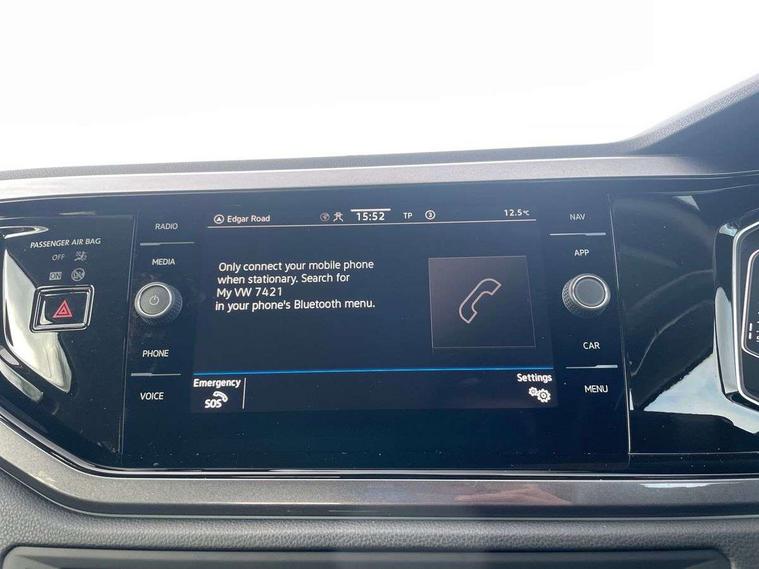 Edgar Road 15:52 TP 3 12.5°C
RADIO
NAV
PASSENGER AIR BAG
OFF
ON
MEDIA
APP
Only connect your mobile phone
when stationary. Search for
My VW 7421
in your phone's Bluetooth menu.
PHONE
CAR
VOICE
MENU
Emergency
SOS
Settings